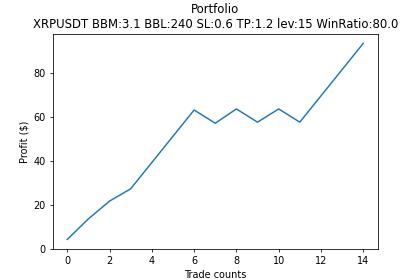 Portfolio
XRPUSDT BBM:3.1 BBL:240 SL:0.6 TP:1.2 lev:15 WinRatio:80.0
80
60
40
20
0
Profit ($)
0 2 4 6 8 10 12 14
Trade counts